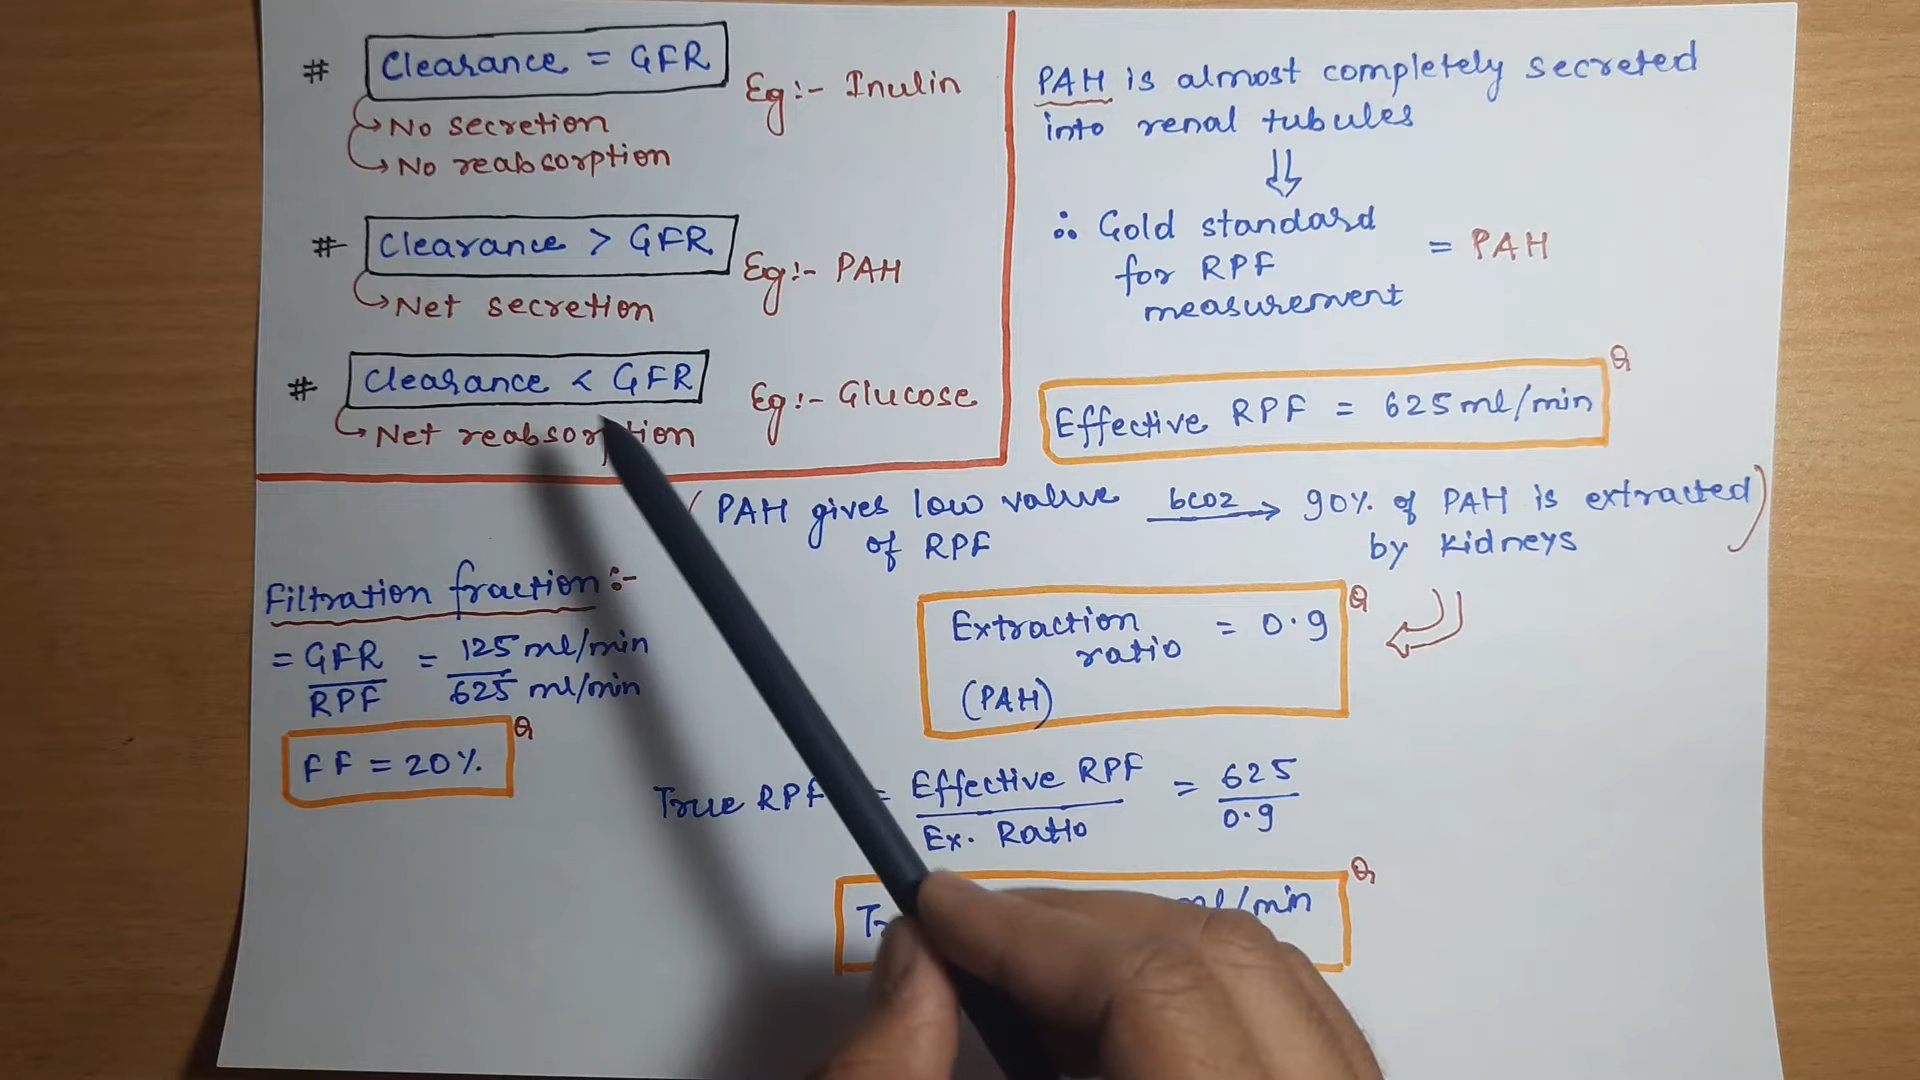 # Clearance = GFR Eg:- Inulin
No secretion
No reabsorption
# Clearance > GFR Eg:- PAH
Net secretion
# Clearance < GFR Eg:- Glucose
Net reabsorption
PAH is almost completely secreted
into renal tubules
∴ Gold standard
for RPF = PAH
measurement
Effective RPF = 625 ml/min Q
(PAH gives low value bcoz → 90% of PAH is extracted)
of RPF by kidneys
Extraction ratio = 0.9 Q
(PAH)
Filtration fraction :-
= GFR / RPF = 125 ml/min / 625 ml/min
FF = 20% Q
True RPF = Effective RPF / Ex. Ratio = 625 / 0.9
ml/min Q